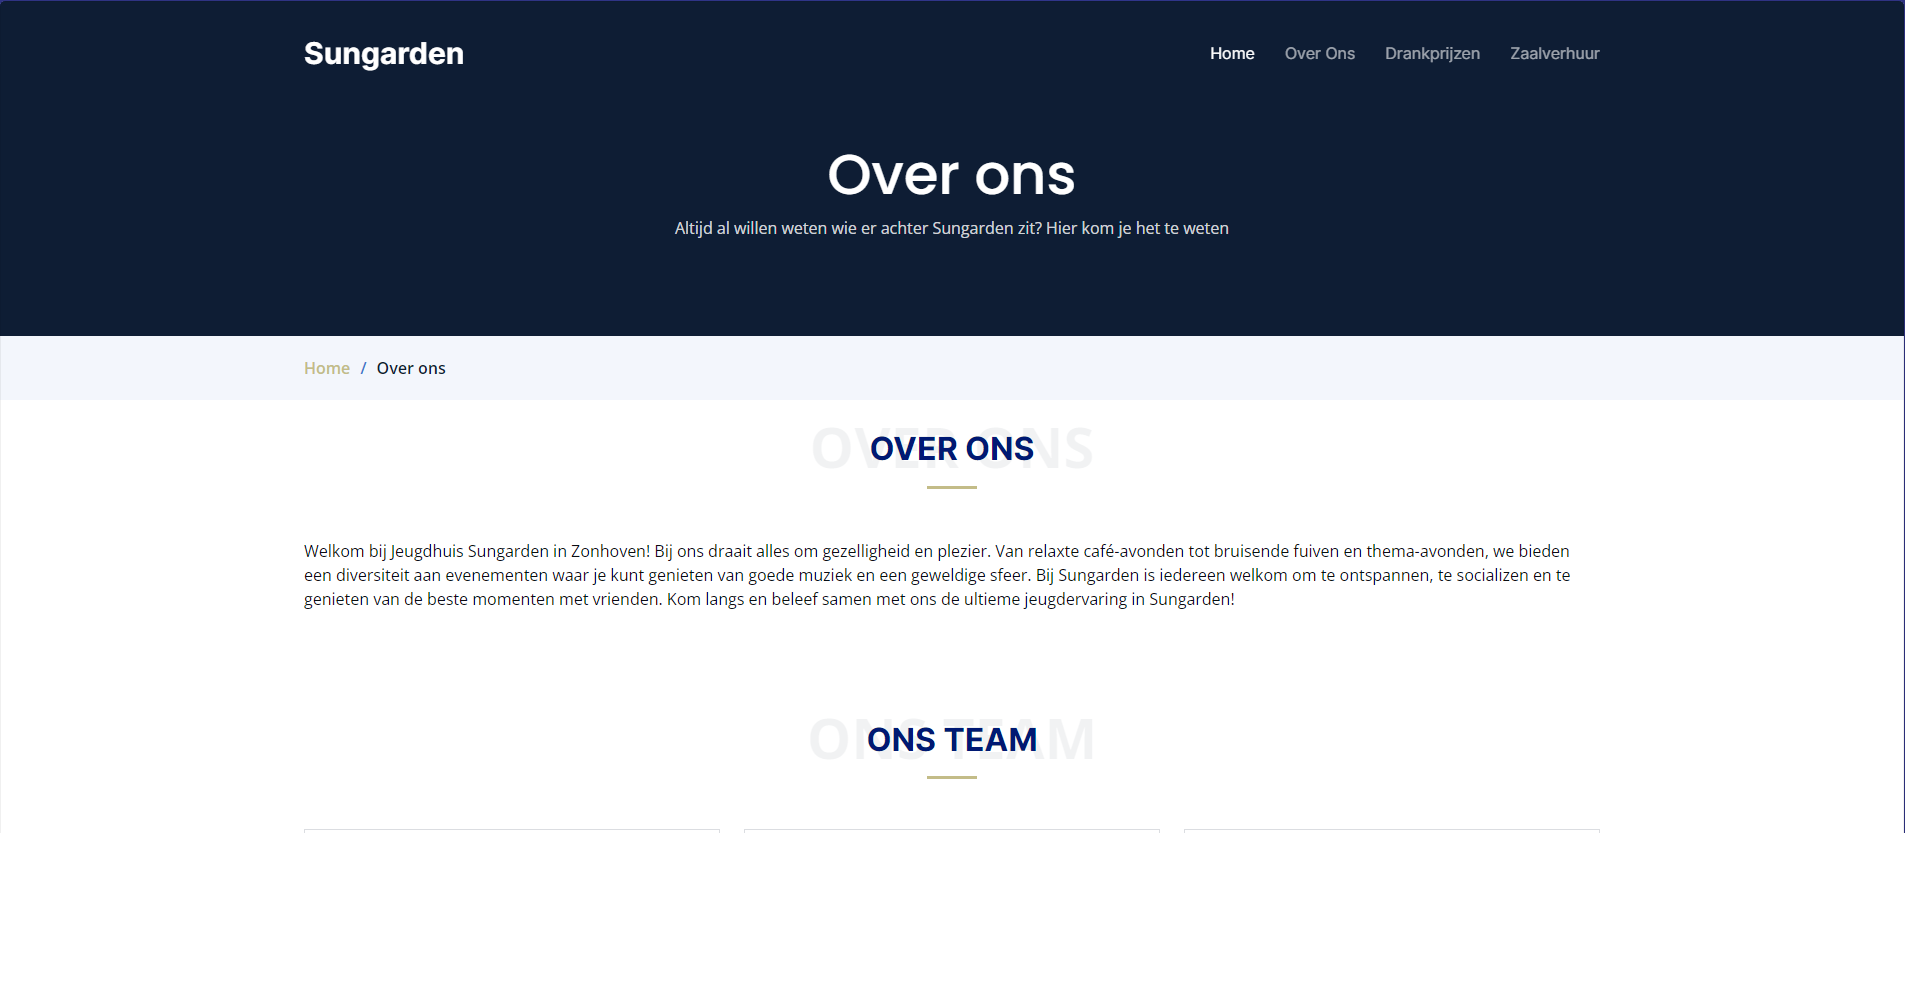 Sungarden
Home Over Ons Drankprijzen Zaalverhuur
Over ons
Altijd al willen weten wie er achter Sungarden zit? Hier kom je het te weten
Home / Over ons
OVER ONS
OVER ONS
Welkom bij Jeugdhuis Sungarden in Zonhoven! Bij ons draait alles om gezelligheid en plezier. Van relaxte café-avonden tot bruisende fuiven en thema-avonden, we bieden
een diversiteit aan evenementen waar je kunt genieten van goede muziek en een geweldige sfeer. Bij Sungarden is iedereen welkom om te ontspannen, te socializen en te
genieten van de beste momenten met vrienden. Kom langs en beleef samen met ons de ultieme jeugdervaring in Sungarden!
ONS TEAM
ONS TEAM